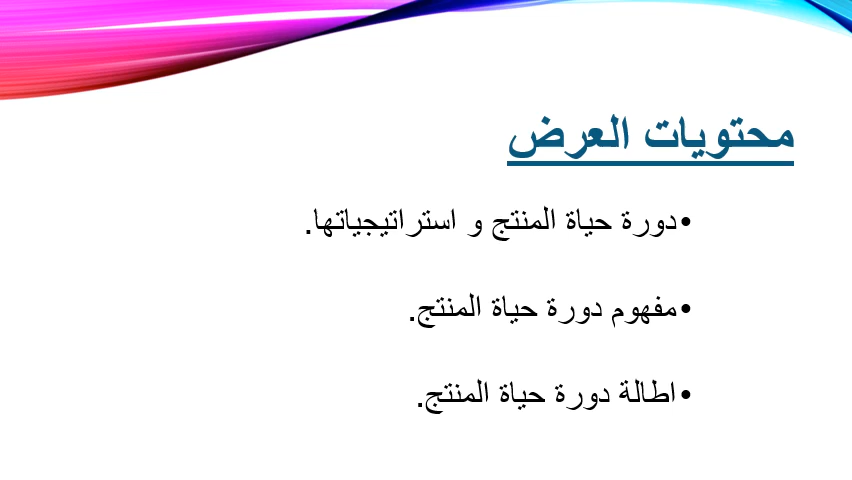 محتويات العرض
•دورة حياة المنتج و استراتيجياتها.
•مفهوم دورة حياة المنتج.
•اطالة دورة حياة المنتج.